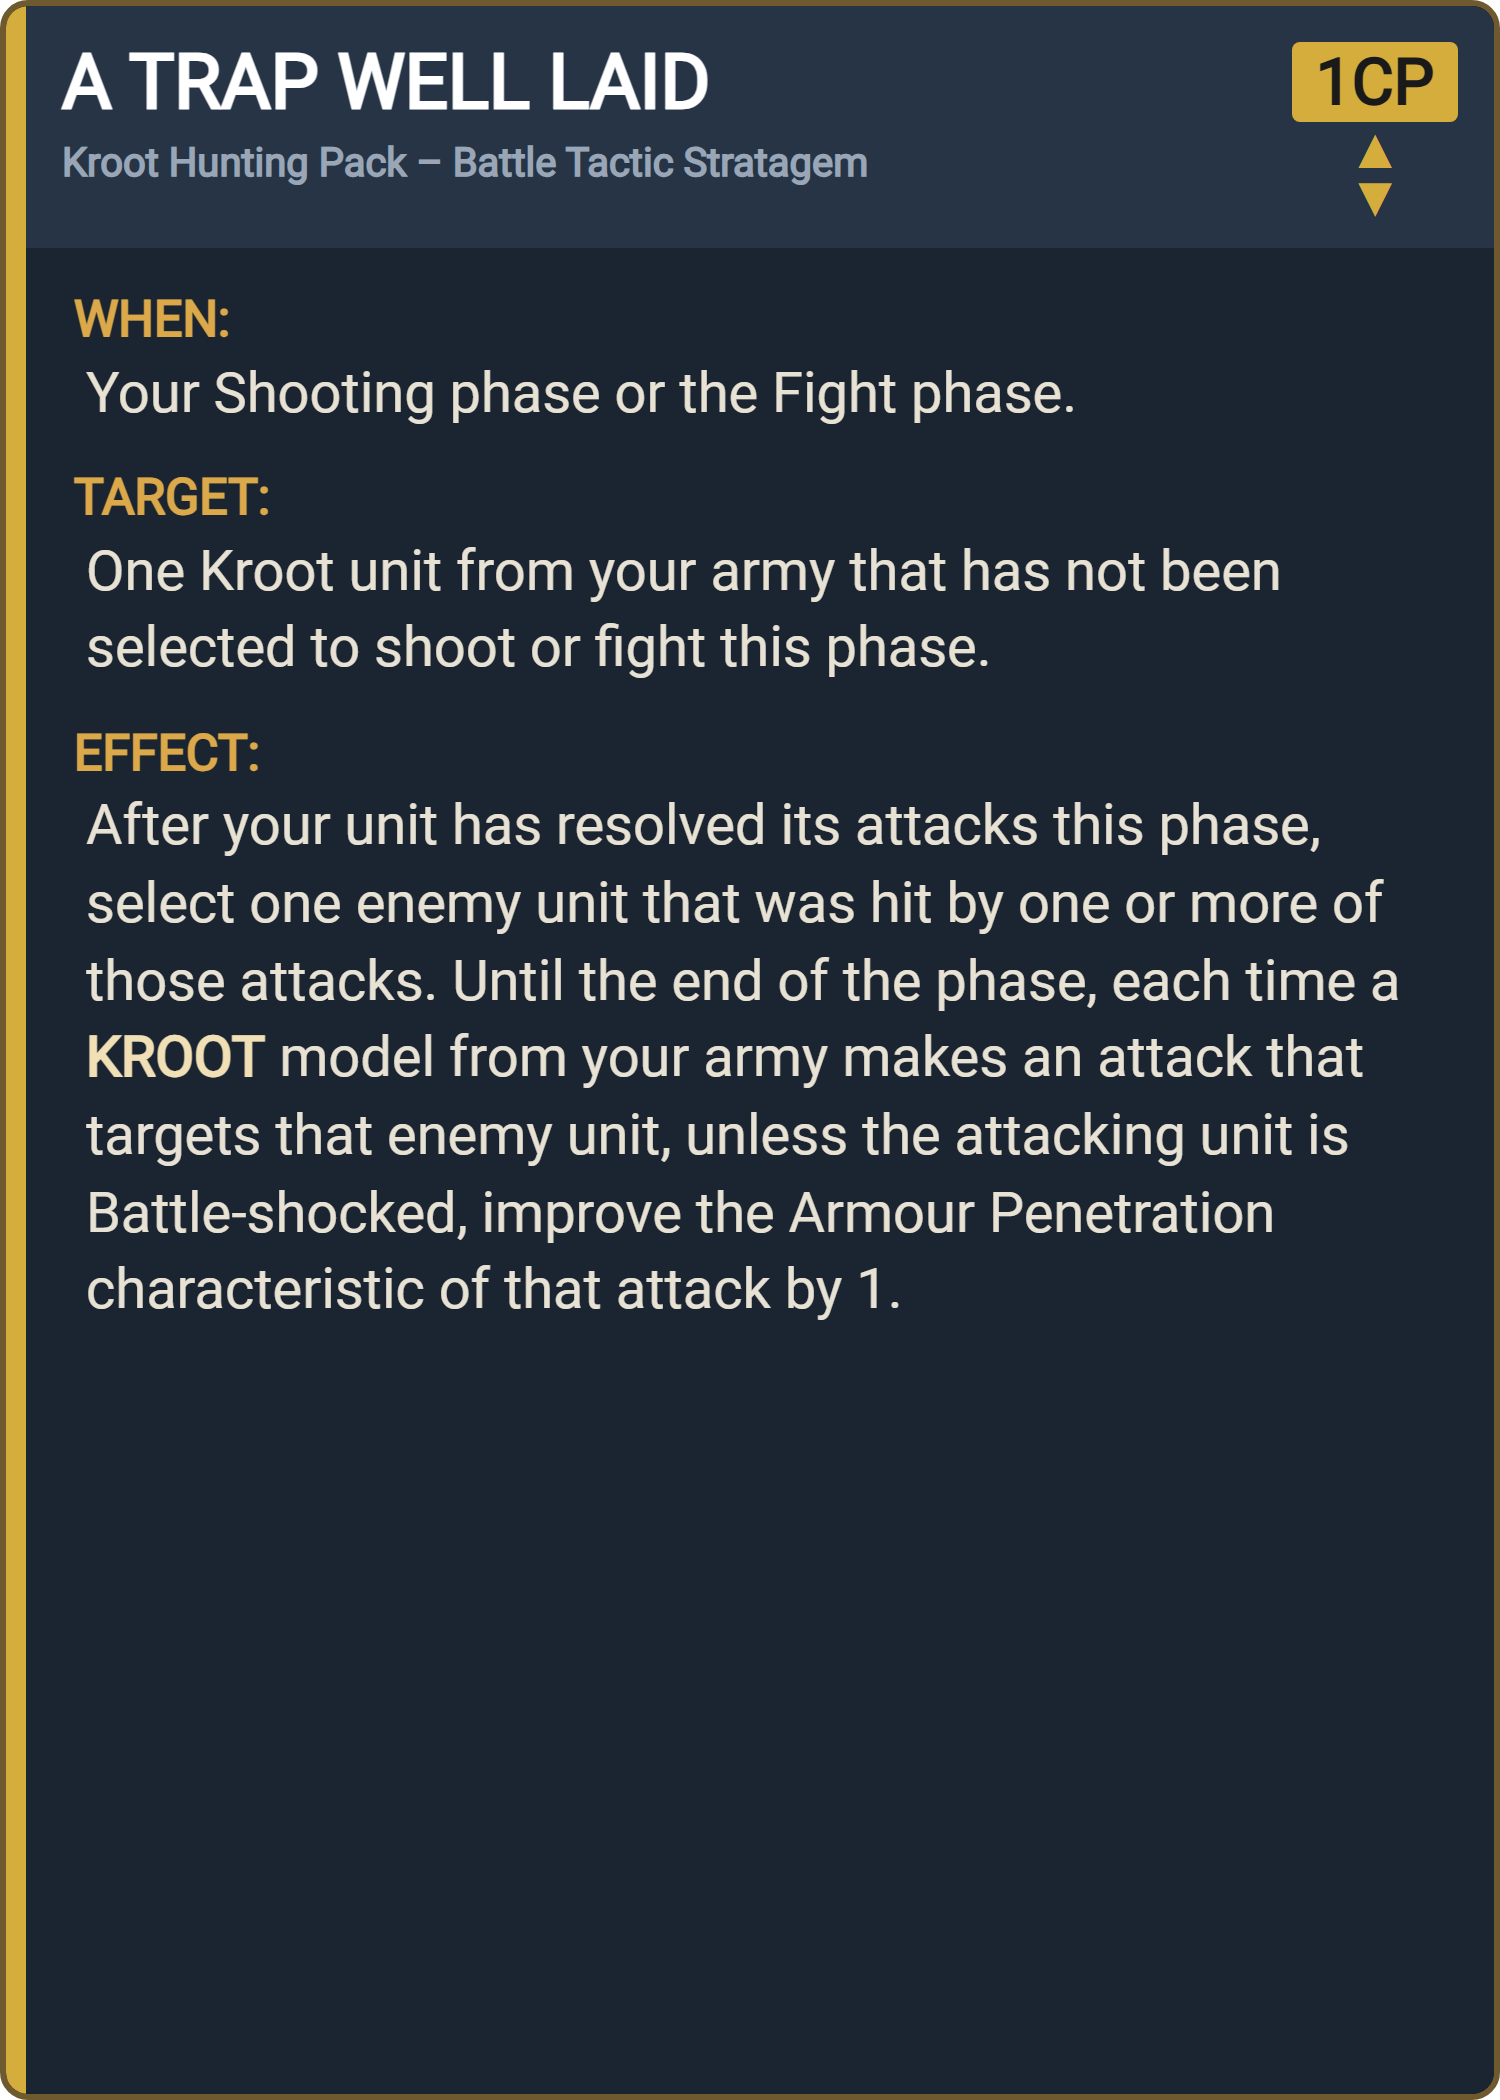 A TRAP WELL LAID
1CP
Kroot Hunting Pack – Battle Tactic Stratagem
▲
▼
WHEN:
Your Shooting phase or the Fight phase.
TARGET:
One Kroot unit from your army that has not been
selected to shoot or fight this phase.
EFFECT:
After your unit has resolved its attacks this phase,
select one enemy unit that was hit by one or more of
those attacks. Until the end of the phase, each time a
KROOT model from your army makes an attack that
targets that enemy unit, unless the attacking unit is
Battle-shocked, improve the Armour Penetration
characteristic of that attack by 1.